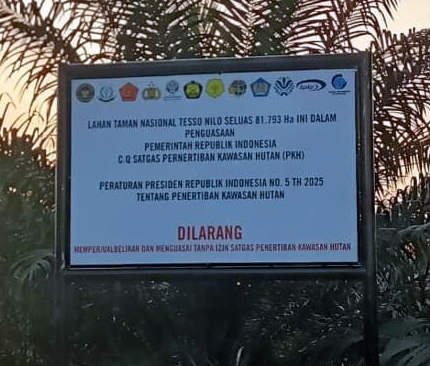 LAHAN TAMAN NASIONAL TESSO NILO SELUAS 81.793 Ha INI DALAM
PENGUASAAN
PEMERINTAH REPUBLIK INDONESIA
C.Q SATGAS PERNERTIBAN KAWASAN HUTAN (PKH)
PERATURAN PRESIDEN REPUBLIK INDONESIA NO. 5 TH 2025
TENTANG PENERTIBAN KAWASAN HUTAN
DILARANG
MEMPERJUALBELIKAN DAN MENGUASAI TANPA IZIN SATGAS PENERTIBAN KAWASAN HUTAN